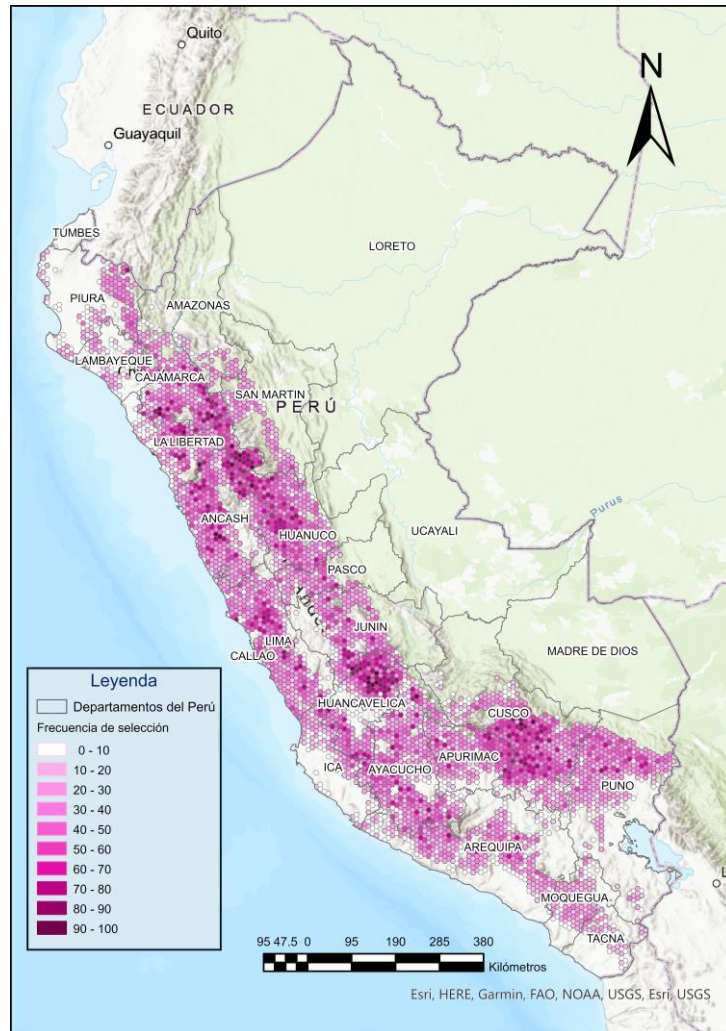 Quito
N
ECUADOR
Guayaquil
TUMBES
LORETO
PIURA
AMAZONAS
LAMBAYEQUE
CAJAMARCA
SAN MARTIN
PERÚ
LA LIBERTAD
Purus
ANCASH
HUANUCO
UCAYALI
PASCO
JUNIN
LIMA
MADRE DE DIOS
CALLAO
HUANCAVELICA
CUSCO
APURIMAC
ICA
AYACUCHO
PUNO
AREQUIPA
MOQUEGUA
TACNA
Leyenda
Departamentos del Perú
Frecuencia de selección
0 - 10
10 - 20
20 - 30
30 - 40
40 - 50
50 - 60
60 - 70
70 - 80
80 - 90
90 - 100
95 47.5 0 95 190 285 380
Kilómetros
Esri, HERE, Garmin, FAO, NOAA, USGS, Esri, USGS